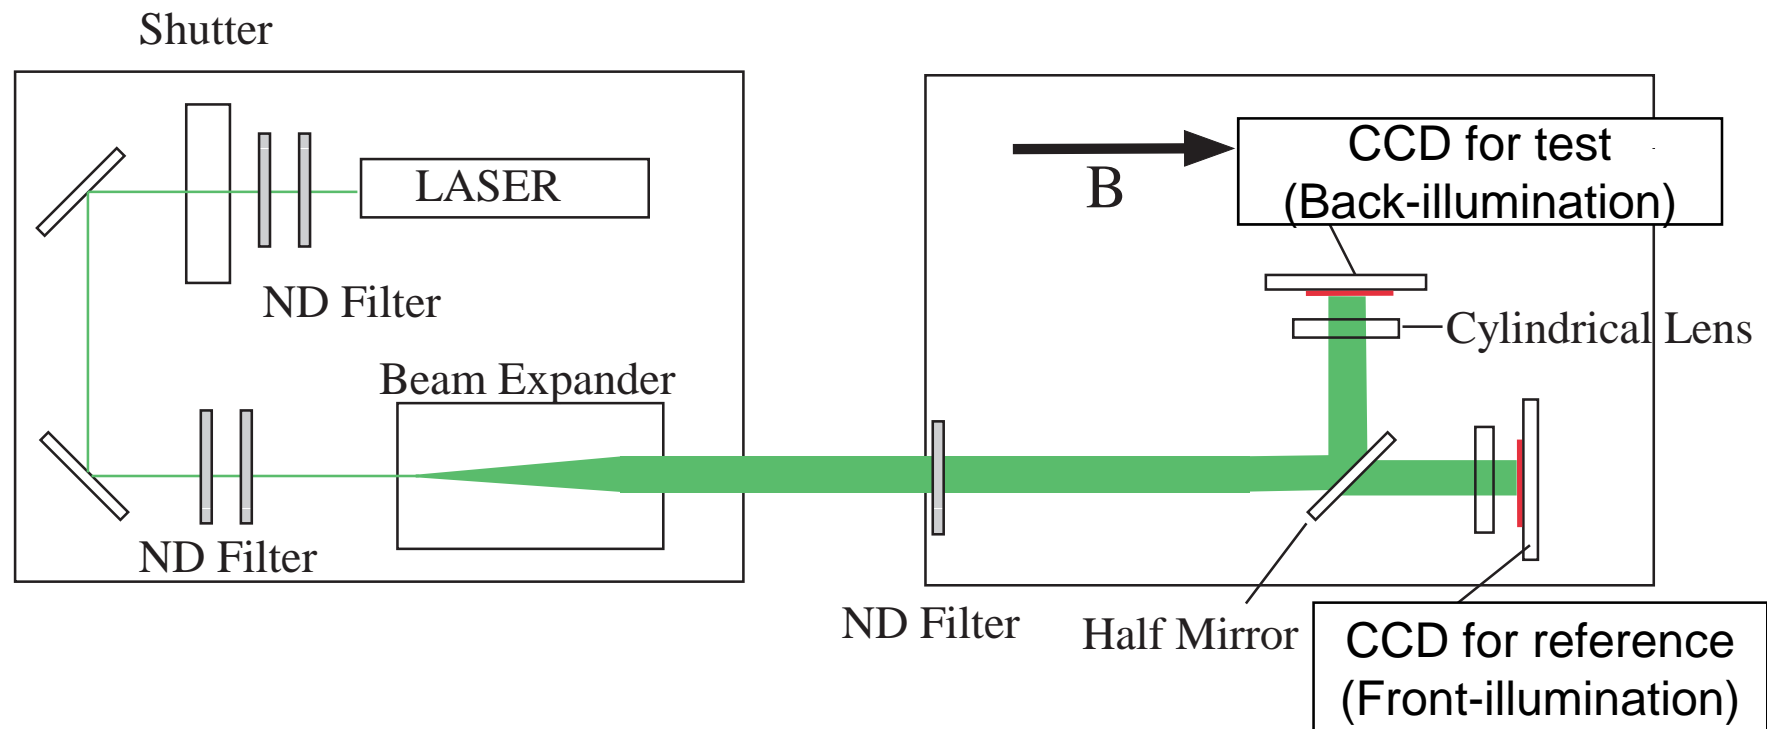 Shutter
LASER
ND Filter
Beam Expander
ND Filter
B
CCD for test
(Back-illumination)
Cylindrical Lens
ND Filter
Half Mirror
CCD for reference
(Front-illumination)